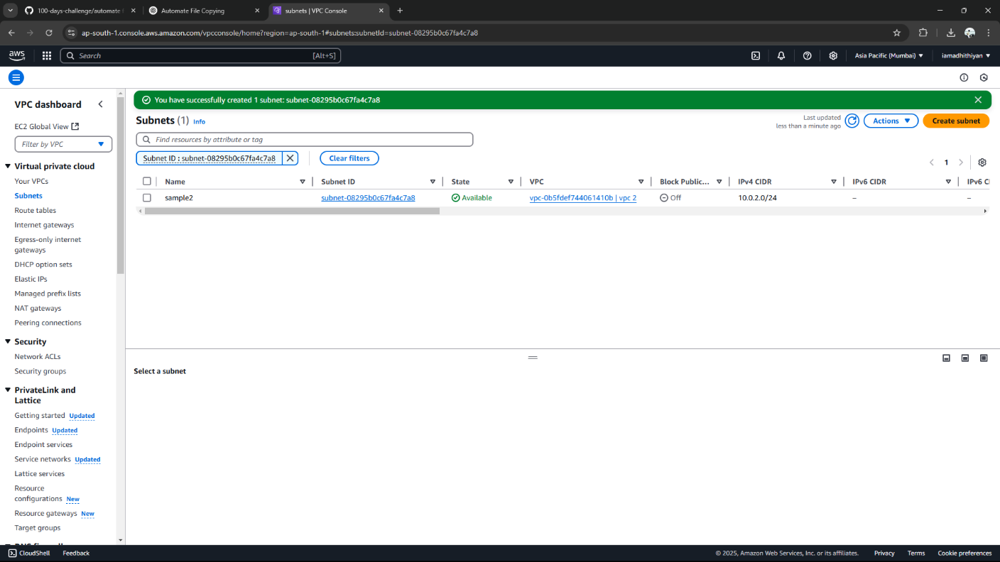 100-days-challenge/automate
Automate File Copying
subnets | VPC Console
ap-south-1.console.aws.amazon.com/vpcconsole/home?region=ap-south-1#subnets:subnetId=subnet-08295b0c67fa4c7a8
aws
Search
[Alt+S]
Asia Pacific (Mumbai)
iamadhithiyan
VPC dashboard
EC2 Global View
Filter by VPC
Virtual private cloud
Your VPCs
Subnets
Route tables
Internet gateways
Egress-only internet
gateways
DHCP option sets
Elastic IPs
Managed prefix lists
NAT gateways
Peering connections
Security
Network ACLs
Security groups
PrivateLink and
Lattice
Getting started Updated
Endpoints Updated
Endpoint services
Service networks Updated
Lattice services
Resource
configurations New
Resource gateways New
Target groups
You have successfully created 1 subnet: subnet-08295b0c67fa4c7a8
Subnets (1) Info
Last updated
less than a minute ago
Actions
Create subnet
Find resources by attribute or tag
Subnet ID : subnet-08295b0c67fa4c7a8
Clear filters
1
Name Subnet ID State VPC Block Public... IPv4 CIDR IPv6 CIDR IPv6 CI
sample2 subnet-08295b0c67fa4c7a8 Available vpc-0b5fdef744061410b | vpc 2 Off 10.0.2.0/24 – –
Select a subnet
CloudShell
Feedback
© 2025, Amazon Web Services, Inc. or its affiliates.
Privacy
Terms
Cookie preferences